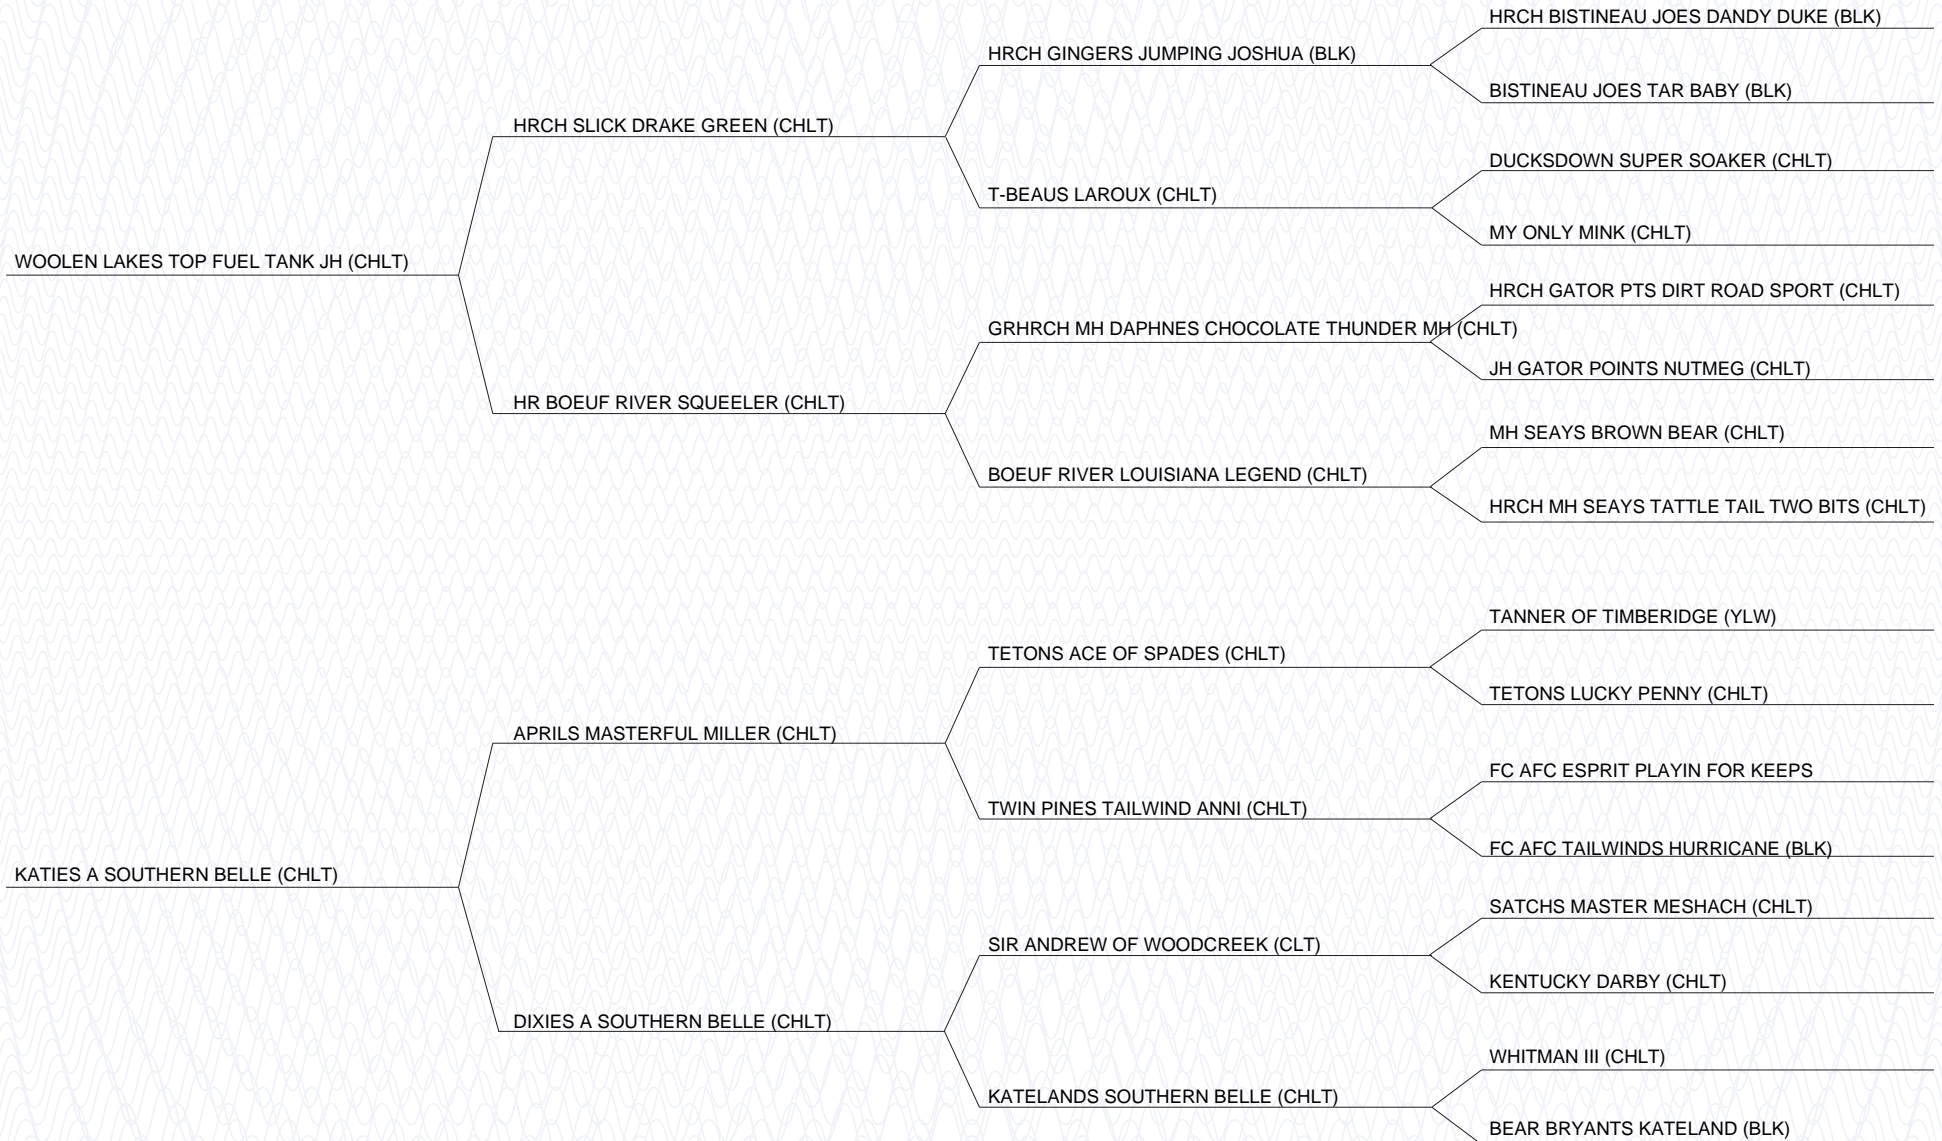 HRCH BISTINEAU JOES DANDY DUKE (BLK)
HRCH GINGERS JUMPING JOSHUA (BLK)
BISTINEAU JOES TAR BABY (BLK)
HRCH SLICK DRAKE GREEN (CHLT)
DUCKSDOWN SUPER SOAKER (CHLT)
T-BEAUS LAROUX (CHLT)
MY ONLY MINK (CHLT)
WOOLEN LAKES TOP FUEL TANK JH (CHLT)
HRCH GATOR PTS DIRT ROAD SPORT (CHLT)
GRHRCH MH DAPHNES CHOCOLATE THUNDER MH (CHLT)
JH GATOR POINTS NUTMEG (CHLT)
HR BOEUF RIVER SQUEELER (CHLT)
MH SEAYS BROWN BEAR (CHLT)
BOEUF RIVER LOUISIANA LEGEND (CHLT)
HRCH MH SEAYS TATTLE TAIL TWO BITS (CHLT)
TANNER OF TIMBERIDGE (YLW)
TETONS ACE OF SPADES (CHLT)
TETONS LUCKY PENNY (CHLT)
APRILS MASTERFUL MILLER (CHLT)
FC AFC ESPRIT PLAYIN FOR KEEPS
TWIN PINES TAILWIND ANNI (CHLT)
FC AFC TAILWINDS HURRICANE (BLK)
KATIES A SOUTHERN BELLE (CHLT)
SATCHS MASTER MESHACH (CHLT)
SIR ANDREW OF WOODCREEK (CLT)
KENTUCKY DARBY (CHLT)
DIXIES A SOUTHERN BELLE (CHLT)
WHITMAN III (CHLT)
KATELANDS SOUTHERN BELLE (CHLT)
BEAR BRYANTS KATELAND (BLK)